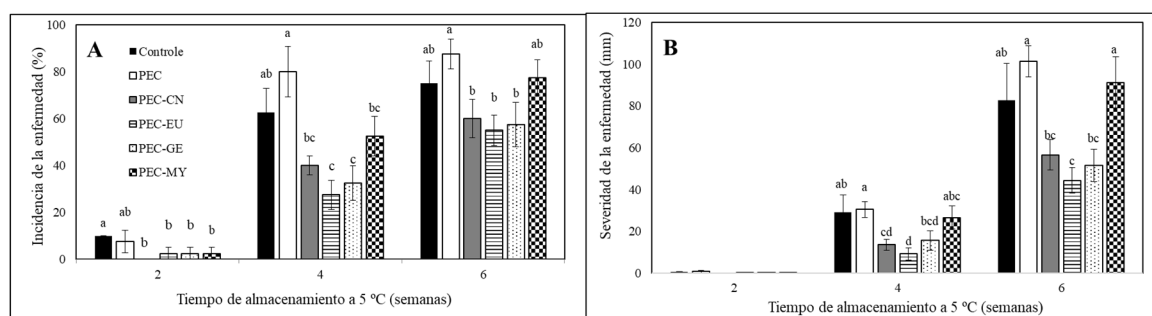 A
Incidencia de la enfermedad (%)
100
80
60
40
20
0
Controle
PEC
PEC-CN
PEC-EU
PEC-GE
PEC-MY
a ab b b b b
ab a bc c c bc
ab a b b b ab
2 4 6
Tiempo de almacenamiento a 5 ºC (semanas)
B
Severidad de la enfermedad (mm)
120
100
80
60
40
20
0
ab a cd d bcd abc
ab a bc c bc a
2 4 6
Tiempo de almacenamiento a 5 ºC (semanas)